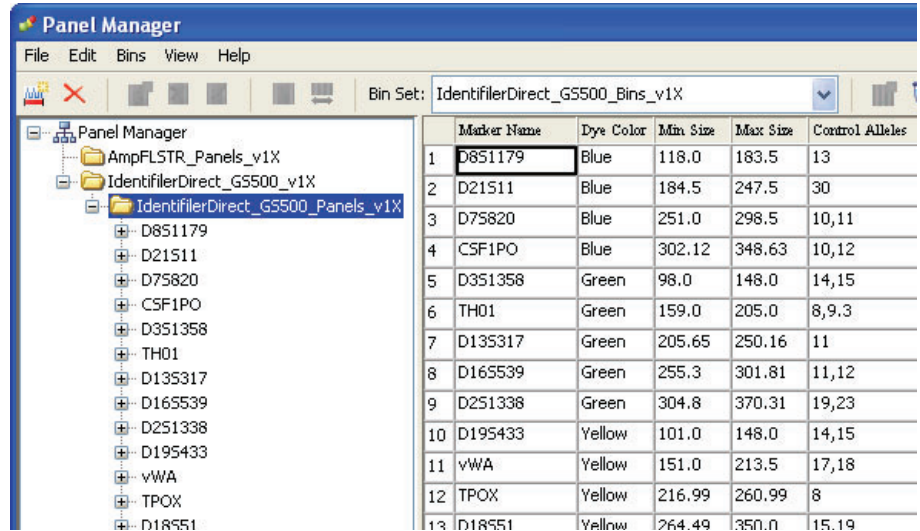 Panel Manager
File Edit Bins View Help
Bin Set: IdentifilerDirect_GS500_Bins_v1X
Panel Manager
AmpFLSTR_Panels_v1X
IdentifilerDirect_GS500_v1X
IdentifilerDirect_GS500_Panels_v1X
D8S1179
D21S11
D7S820
CSF1PO
D3S1358
TH01
D13S317
D16S539
D2S1338
D19S433
vWA
TPOX
D18S51
Marker Name Dye Color Min Size Max Size Control Alleles
1 D8S1179 Blue 118.0 183.5 13
2 D21S11 Blue 184.5 247.5 30
3 D7S820 Blue 251.0 298.5 10,11
4 CSF1PO Blue 302.12 348.63 10,12
5 D3S1358 Green 98.0 148.0 14,15
6 TH01 Green 159.0 205.0 8,9.3
7 D13S317 Green 205.65 250.16 11
8 D16S539 Green 255.3 301.81 11,12
9 D2S1338 Green 304.8 370.31 19,23
10 D19S433 Yellow 101.0 148.0 14,15
11 vWA Yellow 151.0 213.5 17,18
12 TPOX Yellow 216.99 260.99 8
13 D18S51 Yellow 264.49 350.0 15,19